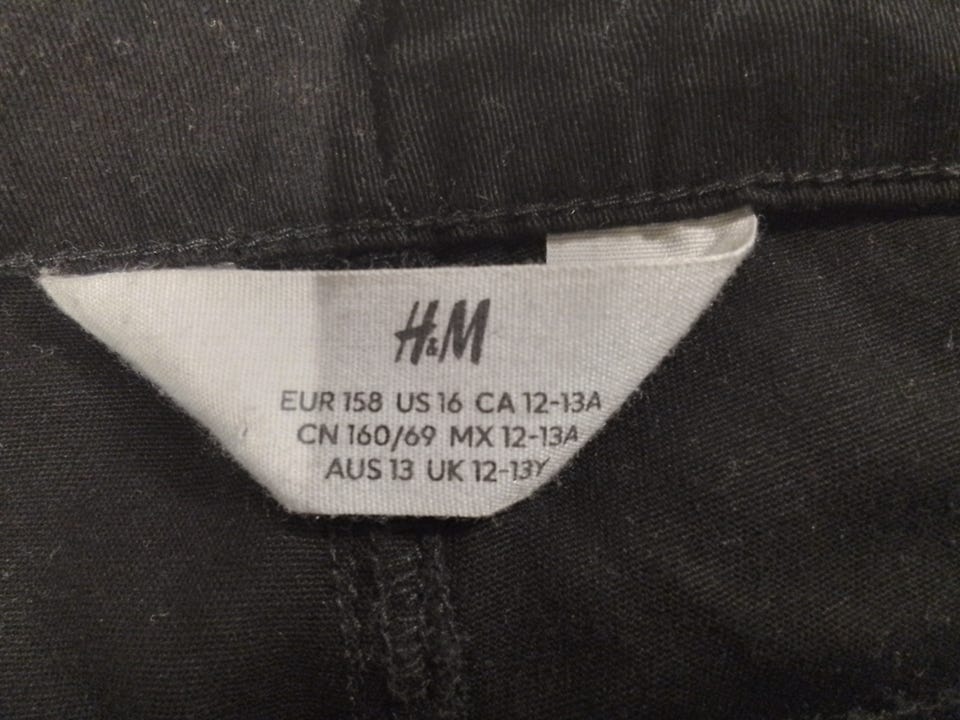 H&M
EUR 158 US 16 CA 12-13A
CN 160/69 MX 12-13A
AUS 13 UK 12-13Y